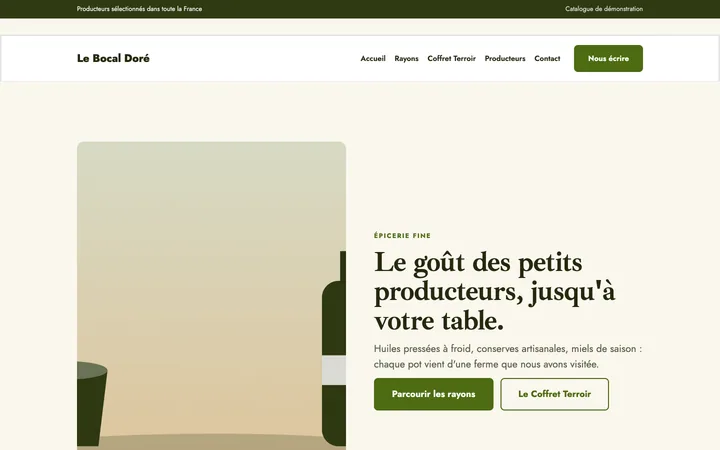 Producteurs sélectionnés dans toute la France
Catalogue de démonstration
Le Bocal Doré
Accueil
Rayons
Coffret Terroir
Producteurs
Contact
Nous écrire
ÉPICERIE FINE
Le goût des petits
producteurs, jusqu'à
votre table.
Huiles pressées à froid, conserves artisanales, miels de saison :
chaque pot vient d'une ferme que nous avons visitée.
Parcourir les rayons
Le Coffret Terroir